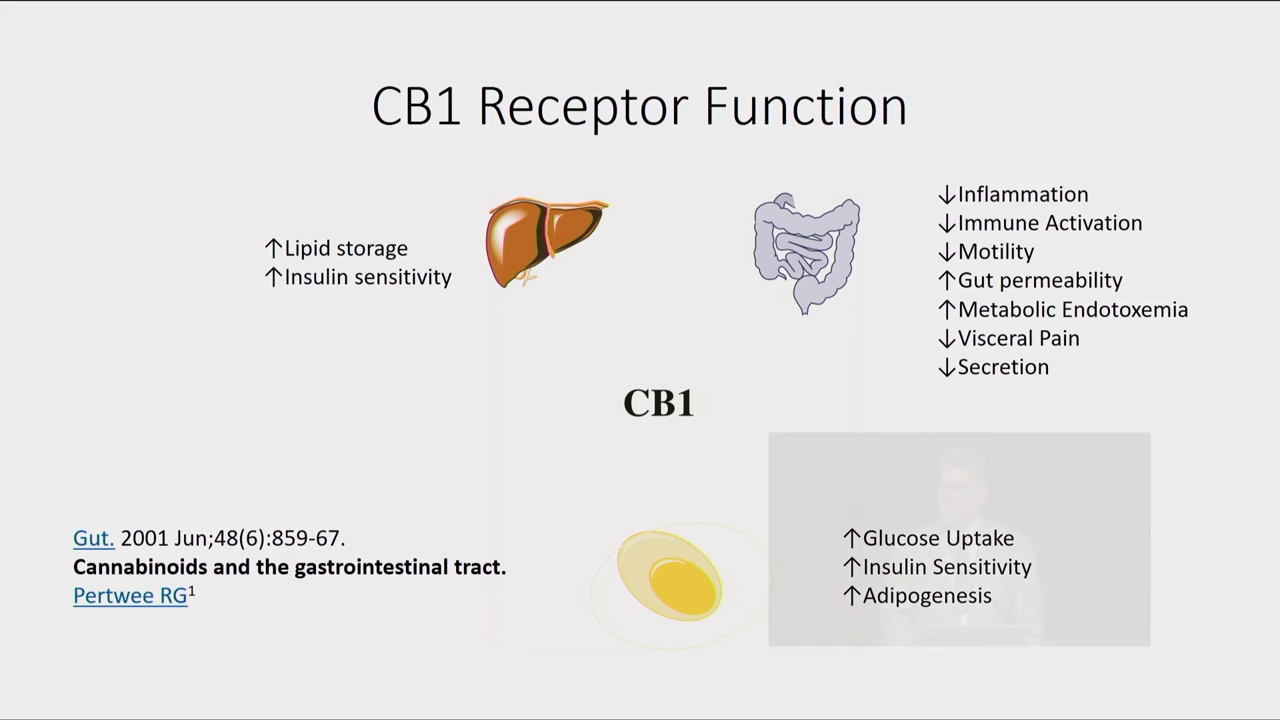 CB1 Receptor Function
↑Lipid storage
↑Insulin sensitivity
↓Inflammation
↓Immune Activation
↓Motility
↑Gut permeability
↑Metabolic Endotoxemia
↓Visceral Pain
↓Secretion
CB1
Gut. 2001 Jun;48(6):859-67.
Cannabinoids and the gastrointestinal tract.
Pertwee RG¹
↑Glucose Uptake
↑Insulin Sensitivity
↑Adipogenesis